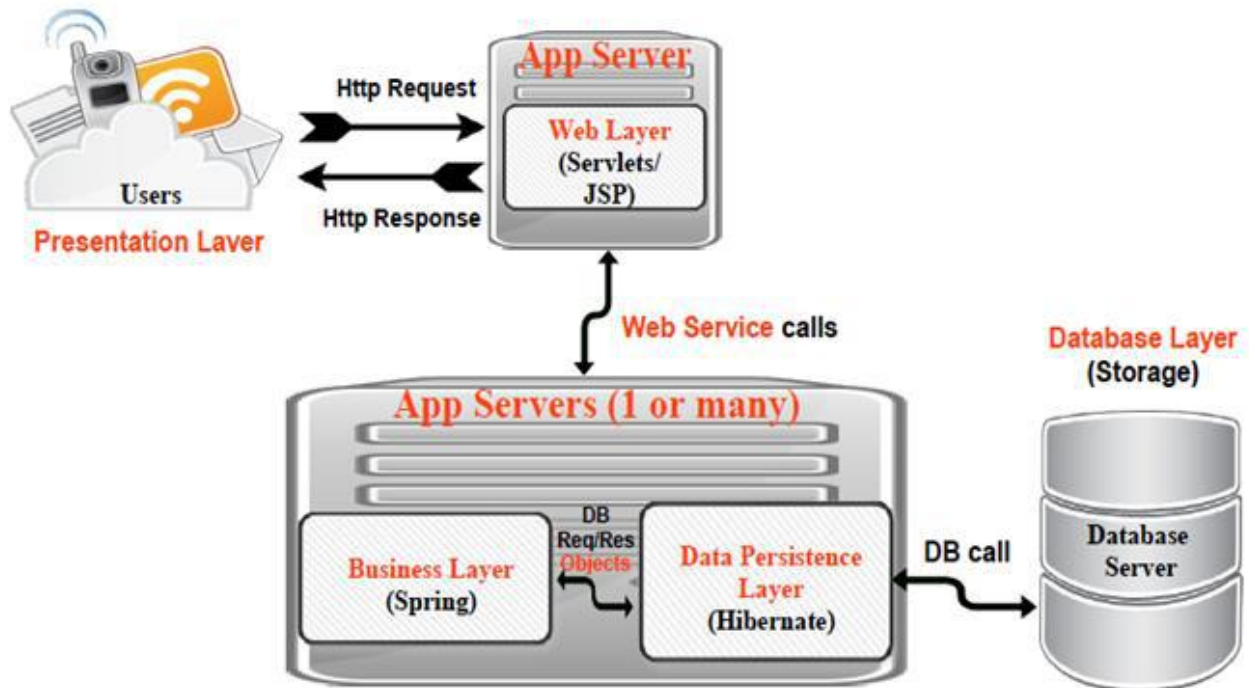 App Server
Http Request
Web Layer
(Servlets/
JSP)
Users
Http Response
Presentation Laver
Web Service calls
Database Layer
(Storage)
App Servers (1 or many)
DB
Req/Res
Objects
Business Layer
(Spring)
Data Persistence
Layer
(Hibernate)
DB call
Database
Server